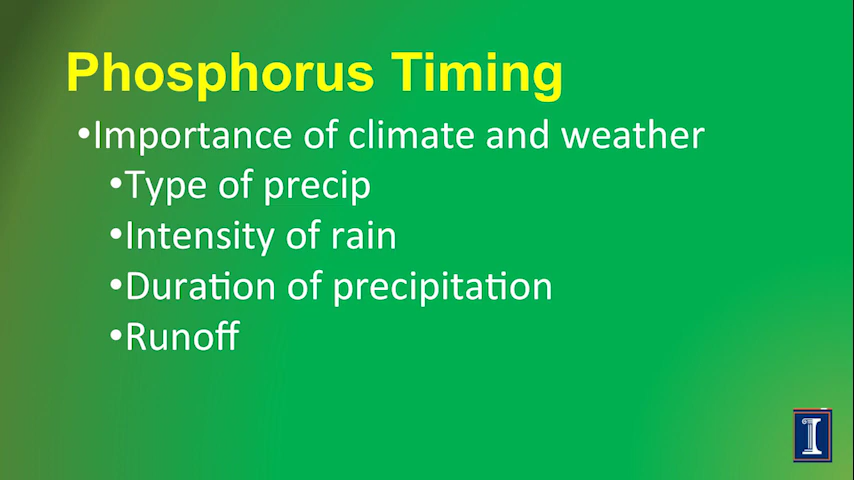 Phosphorus Timing
•Importance of climate and weather
•Type of precip
•Intensity of rain
•Duration of precipitation
•Runoff
I